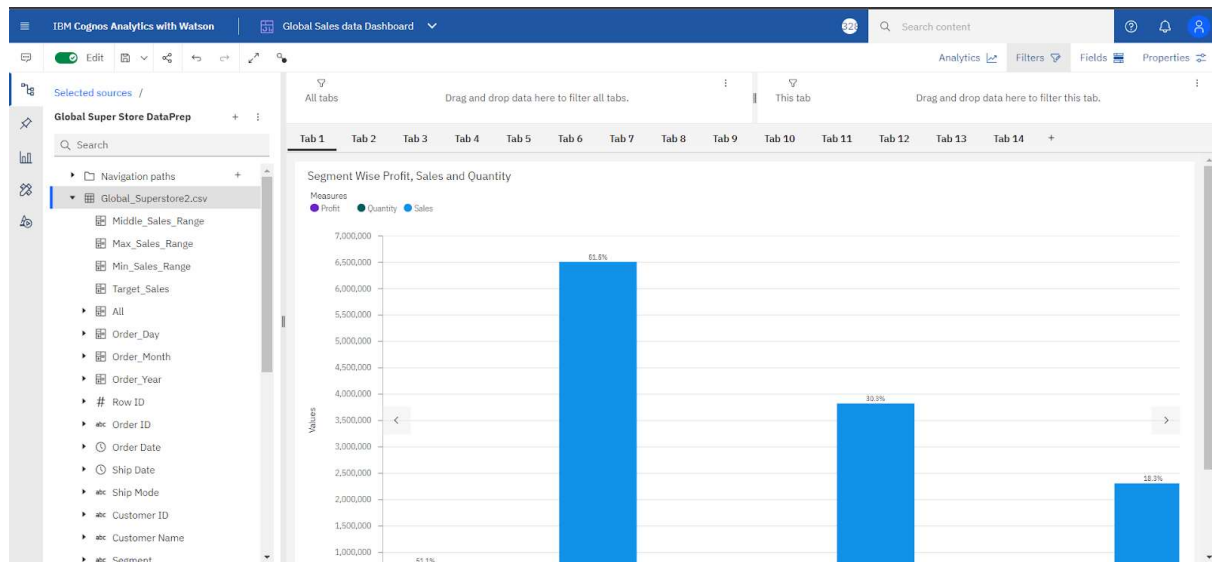 IBM Cognos Analytics with Watson
Global Sales data Dashboard
328
Search content
Edit
Analytics
Filters
Fields
Properties
Selected sources /
Global Super Store DataPrep
Search
Navigation paths
Global_Superstore2.csv
Middle_Sales_Range
Max_Sales_Range
Min_Sales_Range
Target_Sales
All
Order_Day
Order_Month
Order_Year
# Row ID
abc Order ID
Order Date
Ship Date
abc Ship Mode
abc Customer ID
abc Customer Name
abc Segment
All tabs
Drag and drop data here to filter all tabs.
This tab
Drag and drop data here to filter this tab.
Tab 1 Tab 2 Tab 3 Tab 4 Tab 5 Tab 6 Tab 7 Tab 8 Tab 9 Tab 10 Tab 11 Tab 12 Tab 13 Tab 14 +
Segment Wise Profit, Sales and Quantity
Measures
Profit Quantity Sales
Values
7,000,000
6,500,000
6,000,000
5,500,000
5,000,000
4,500,000
4,000,000
3,500,000
3,000,000
2,500,000
2,000,000
1,500,000
1,000,000
51.1%
51.5%
30.3%
18.3%